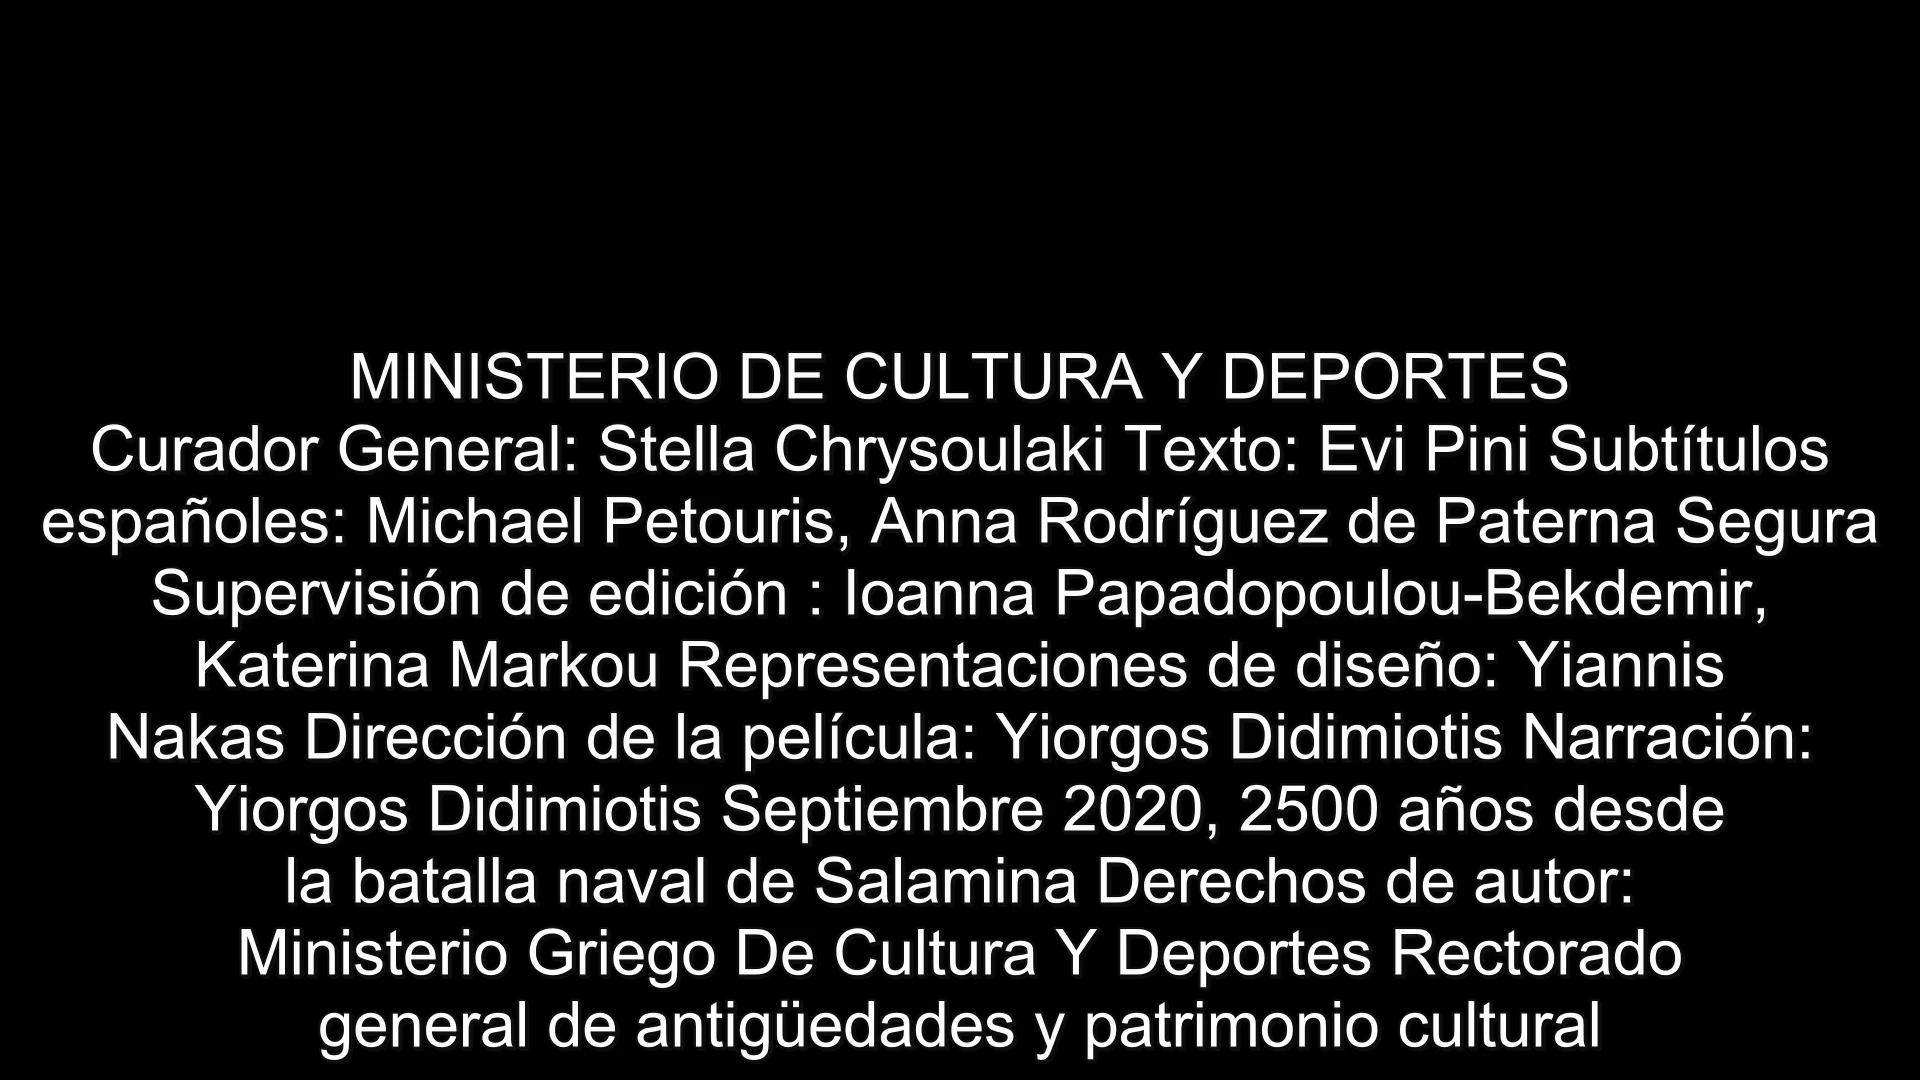 MINISTERIO DE CULTURA Y DEPORTES
Curador General: Stella Chrysoulaki Texto: Evi Pini Subtítulos
españoles: Michael Petouris, Anna Rodríguez de Paterna Segura
Supervisión de edición : Ioanna Papadopoulou-Bekdemir,
Katerina Markou Representaciones de diseño: Yiannis
Nakas Dirección de la película: Yiorgos Didimiotis Narración:
Yiorgos Didimiotis Septiembre 2020, 2500 años desde
la batalla naval de Salamina Derechos de autor:
Ministerio Griego De Cultura Y Deportes Rectorado
general de antigüedades y patrimonio cultural